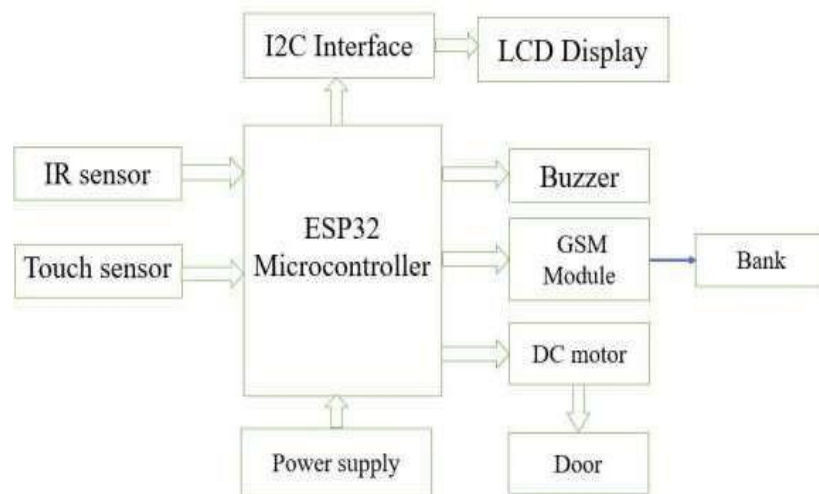 I2C Interface
LCD Display
IR sensor
Touch sensor
ESP32
Microcontroller
Buzzer
GSM
Module
Bank
DC motor
Power supply
Door